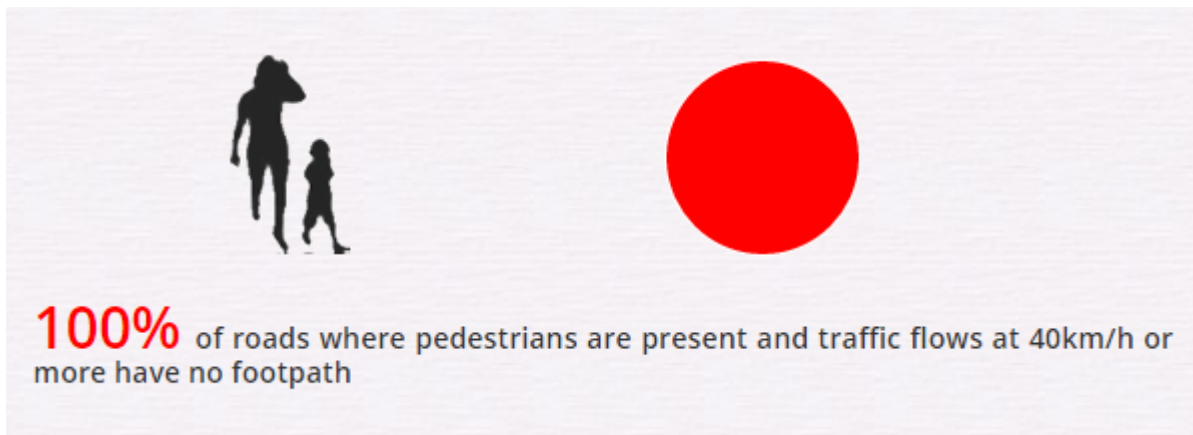 100% of roads where pedestrians are present and traffic flows at 40km/h or
more have no footpath